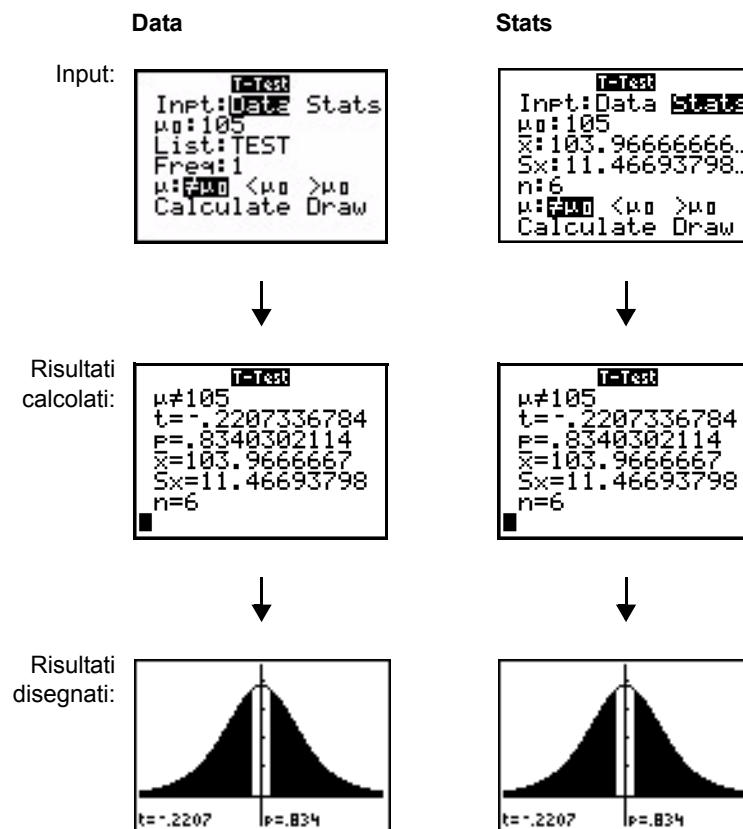 Data
Stats
Input:
T-Test
Inpt:Data Stats
μ0:105
List:TEST
Freq:1
μ:≠μ0 <μ0 >μ0
Calculate Draw
T-Test
Inpt:Data Stats
μ0:105
x̄:103.96666666…
Sx:11.46693798…
n:6
μ:≠μ0 <μ0 >μ0
Calculate Draw
Risultati
calcolati:
T-Test
μ≠105
t=-.2207336784
p=.8340302114
x̄=103.9666667
Sx=11.46693798
n=6
T-Test
μ≠105
t=-.2207336784
p=.8340302114
x̄=103.9666667
Sx=11.46693798
n=6
Risultati
disegnati:
t=-.2207 p=.834
t=-.2207 p=.834